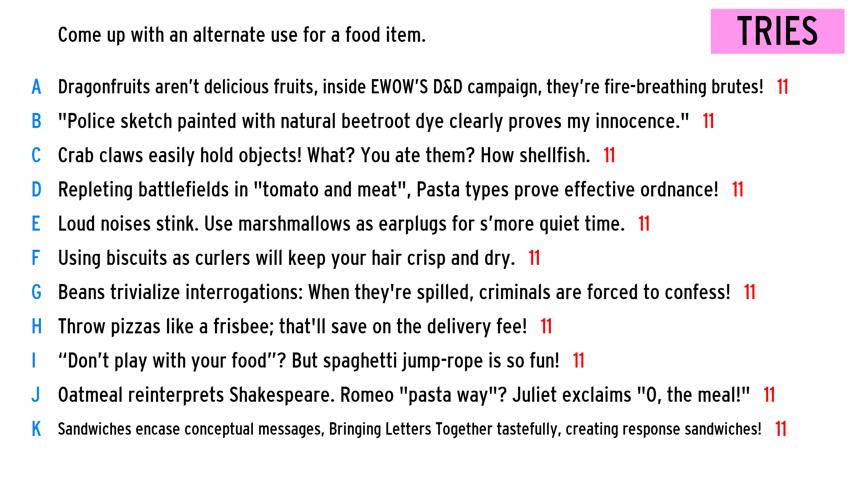 Come up with an alternate use for a food item.
TRIES
A Dragonfruits aren't delicious fruits, inside EWOW'S D&D campaign, they're fire-breathing brutes! 11
B "Police sketch painted with natural beetroot dye clearly proves my innocence." 11
C Crab claws easily hold objects! What? You ate them? How shellfish. 11
D Repleting battlefields in "tomato and meat", Pasta types prove effective ordnance! 11
E Loud noises stink. Use marshmallows as earplugs for s'more quiet time. 11
F Using biscuits as curlers will keep your hair crisp and dry. 11
G Beans trivialize interrogations: When they're spilled, criminals are forced to confess! 11
H Throw pizzas like a frisbee; that'll save on the delivery fee! 11
I “Don't play with your food”? But spaghetti jump-rope is so fun! 11
J Oatmeal reinterprets Shakespeare. Romeo "pasta way"? Juliet exclaims "O, the meal!" 11
K Sandwiches encase conceptual messages, Bringing Letters Together tastefully, creating response sandwiches! 11